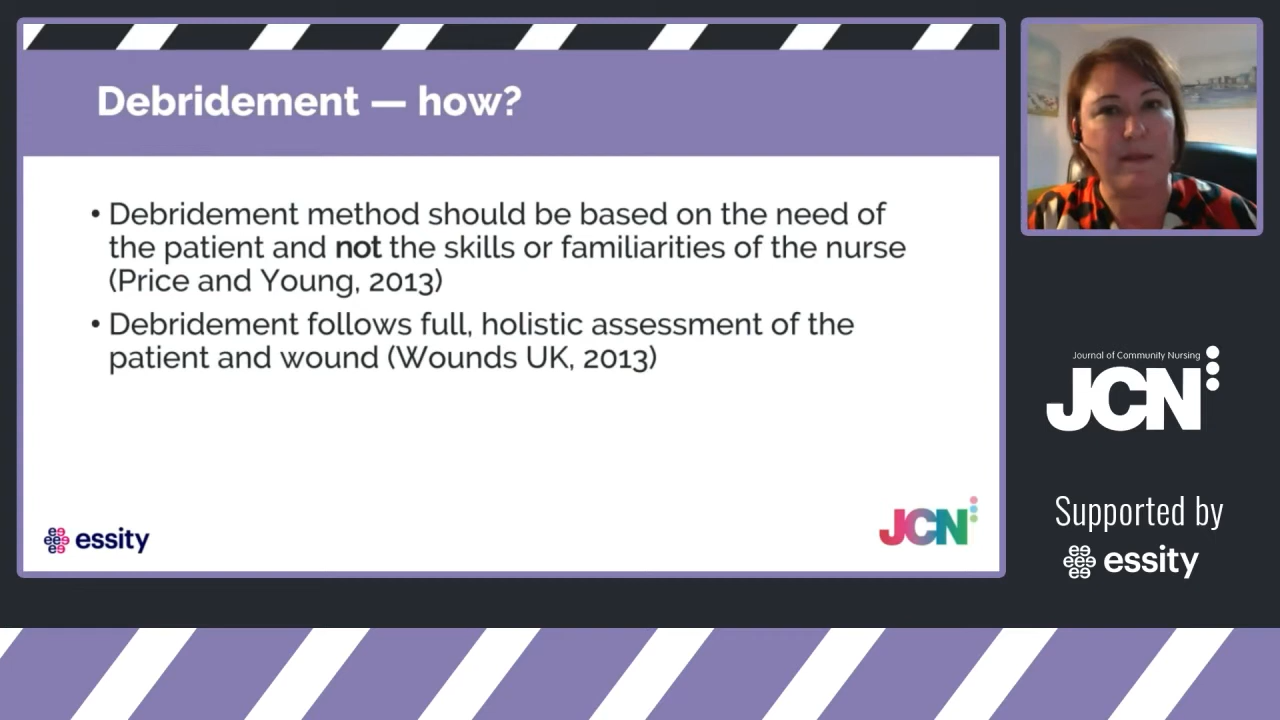 Debridement — how?
• Debridement method should be based on the need of
the patient and not the skills or familiarities of the nurse
(Price and Young, 2013)
• Debridement follows full, holistic assessment of the
patient and wound (Wounds UK, 2013)
essity
JCN
Journal of Community Nursing
JCN
Supported by
essity